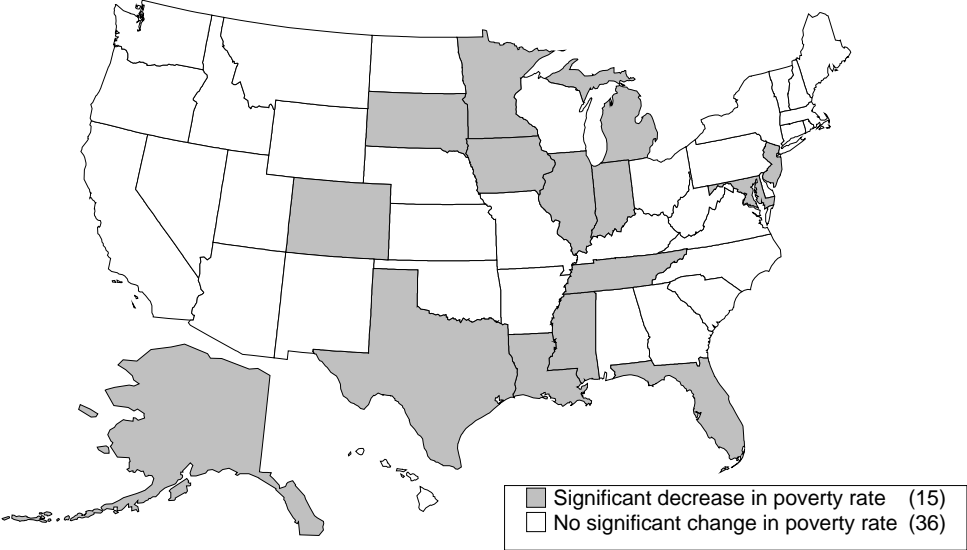 Significant decrease in poverty rate (15)
No significant change in poverty rate (36)